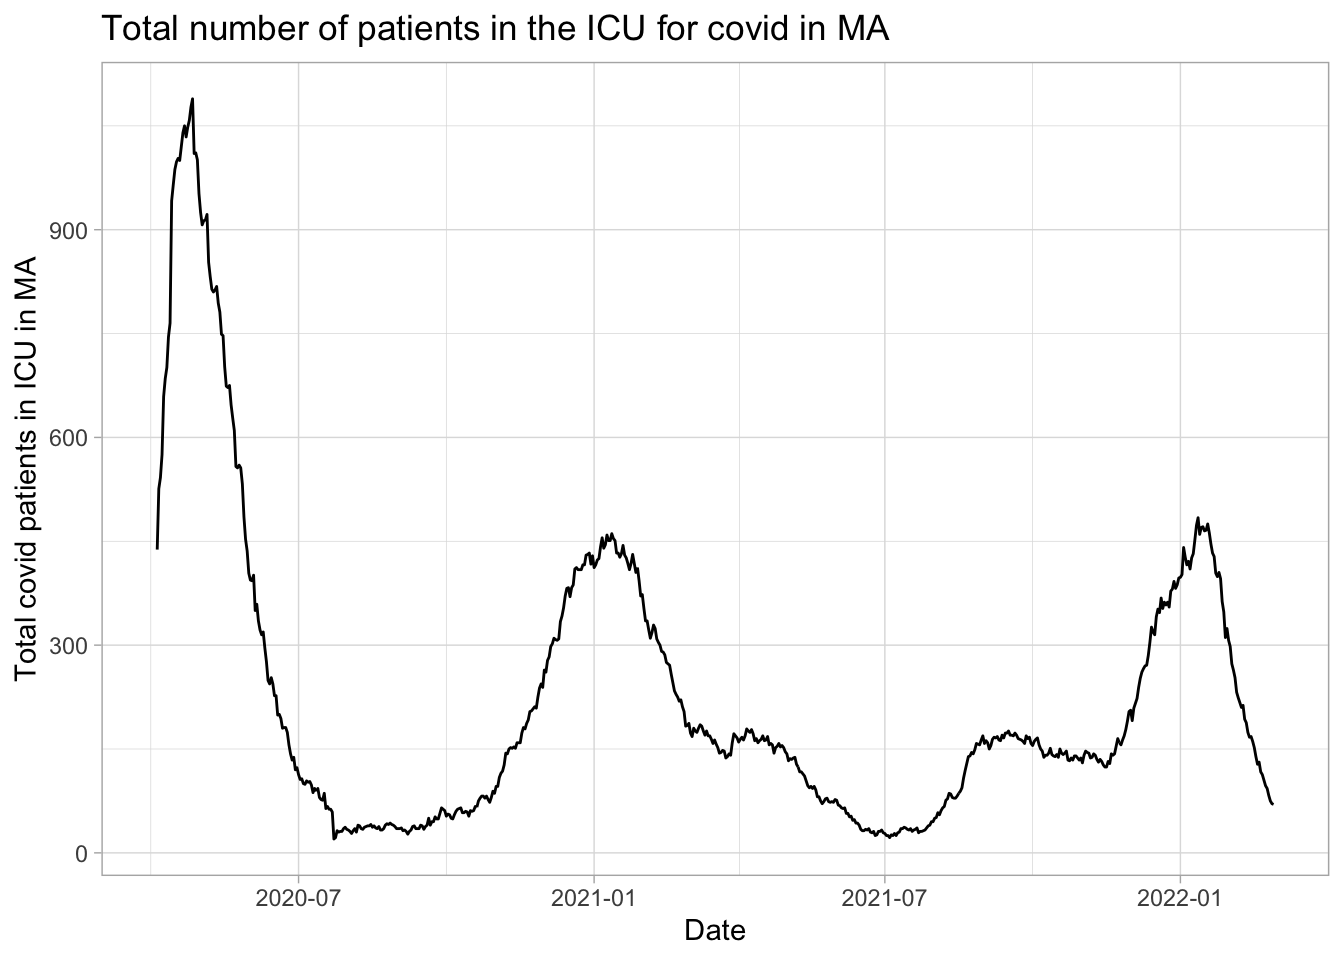 Total number of patients in the ICU for covid in MA
Total covid patients in ICU in MA
900
600
300
0
2020-07
2021-01
2021-07
2022-01
Date